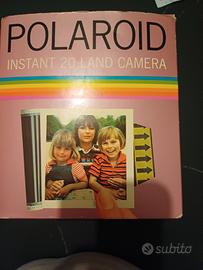 POLAROID
INSTANT 20 LAND CAMERA
subito